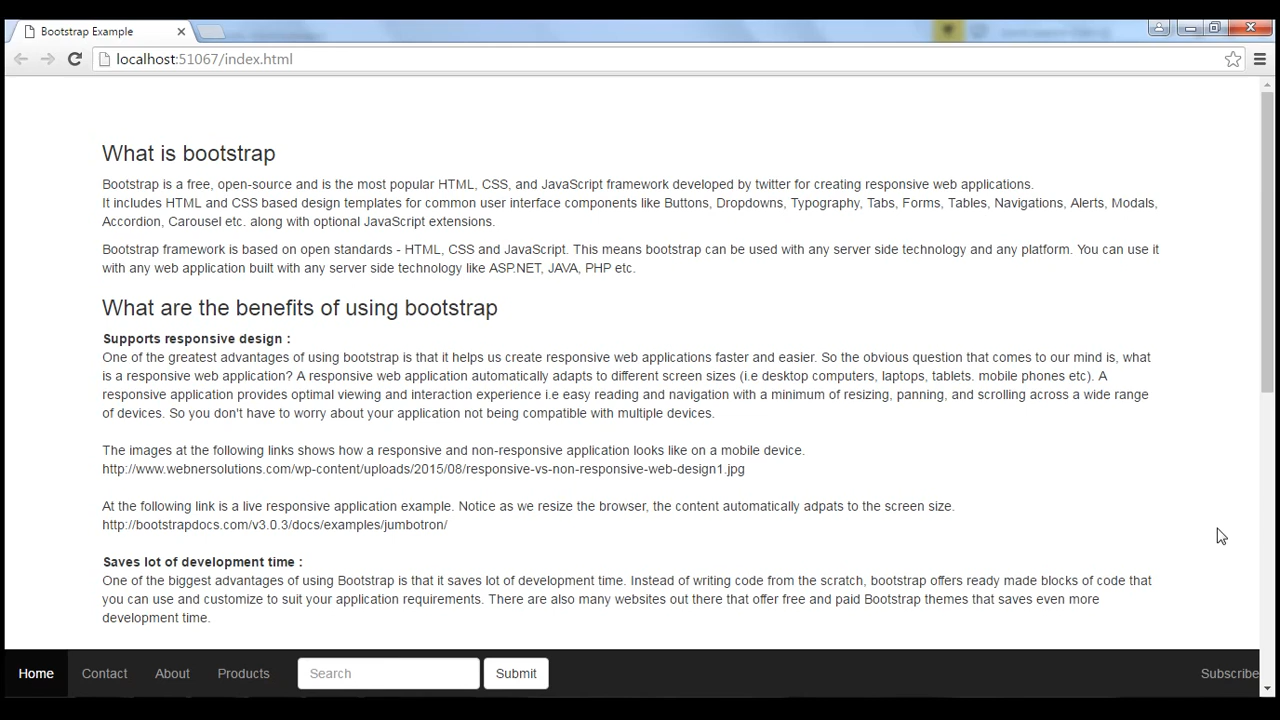 Bootstrap Example
localhost:51067/index.html
What is bootstrap
Bootstrap is a free, open-source and is the most popular HTML, CSS, and JavaScript framework developed by twitter for creating responsive web applications.
It includes HTML and CSS based design templates for common user interface components like Buttons, Dropdowns, Typography, Tabs, Forms, Tables, Navigations, Alerts, Modals,
Accordion, Carousel etc. along with optional JavaScript extensions.
Bootstrap framework is based on open standards - HTML, CSS and JavaScript. This means bootstrap can be used with any server side technology and any platform. You can use it
with any web application built with any server side technology like ASP.NET, JAVA, PHP etc.
What are the benefits of using bootstrap
Supports responsive design :
One of the greatest advantages of using bootstrap is that it helps us create responsive web applications faster and easier. So the obvious question that comes to our mind is, what
is a responsive web application? A responsive web application automatically adapts to different screen sizes (i.e desktop computers, laptops, tablets. mobile phones etc). A
responsive application provides optimal viewing and interaction experience i.e easy reading and navigation with a minimum of resizing, panning, and scrolling across a wide range
of devices. So you don't have to worry about your application not being compatible with multiple devices.
The images at the following links shows how a responsive and non-responsive application looks like on a mobile device.
http://www.webnersolutions.com/wp-content/uploads/2015/08/responsive-vs-non-responsive-web-design1.jpg
At the following link is a live responsive application example. Notice as we resize the browser, the content automatically adpats to the screen size.
http://bootstrapdocs.com/v3.0.3/docs/examples/jumbotron/
Saves lot of development time :
One of the biggest advantages of using Bootstrap is that it saves lot of development time. Instead of writing code from the scratch, bootstrap offers ready made blocks of code that
you can use and customize to suit your application requirements. There are also many websites out there that offer free and paid Bootstrap themes that saves even more
development time.
Home Contact About Products Search Submit Subscribe